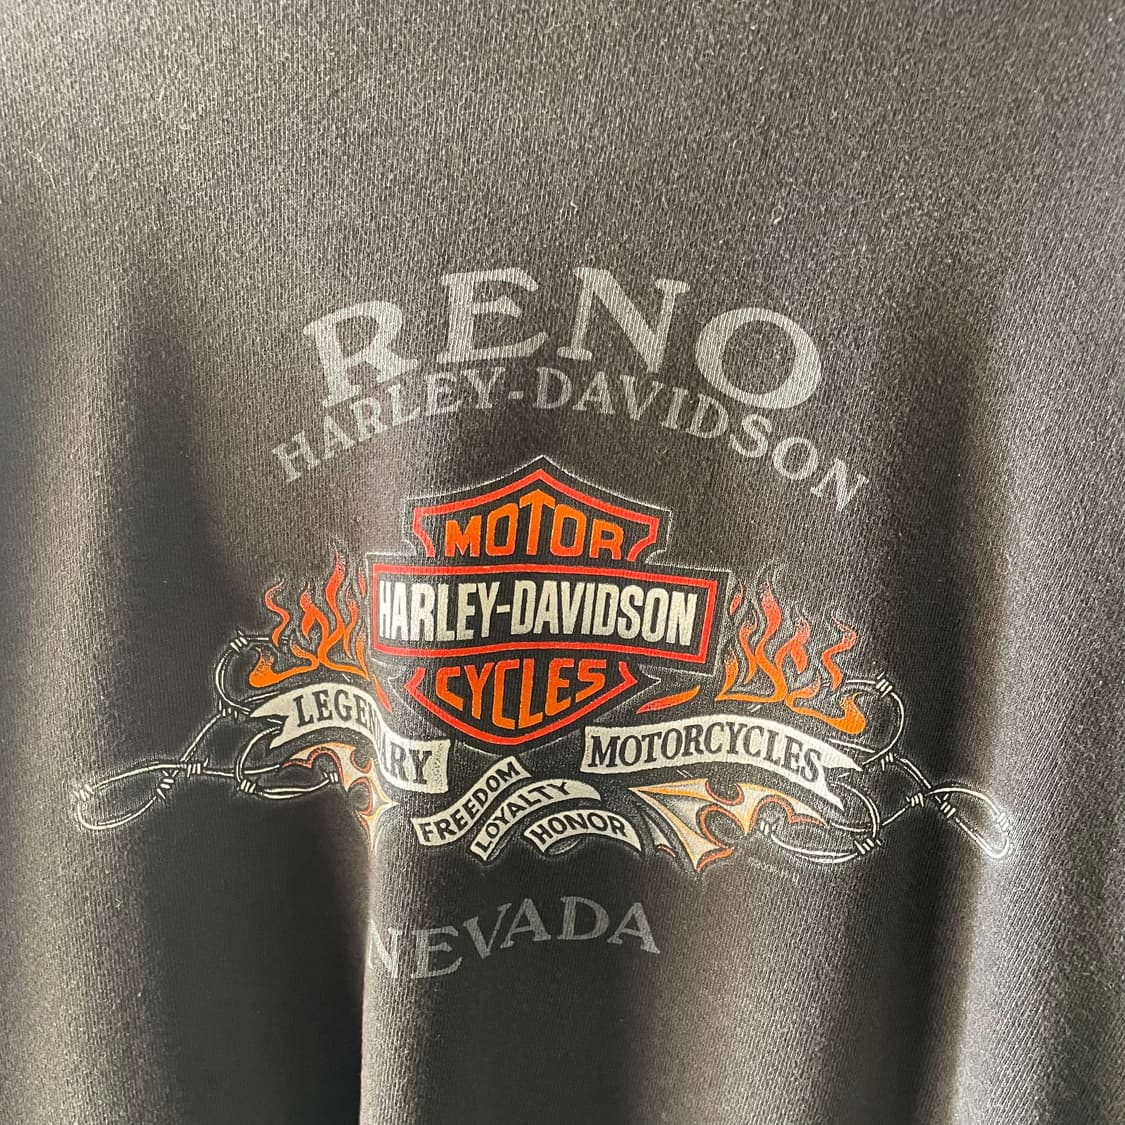 RENO
HARLEY-DAVIDSON
MOTOR
HARLEY-DAVIDSON
CYCLES
LEGENDARY
MOTORCYCLES
FREEDOM
LOYALTY
HONOR
NEVADA